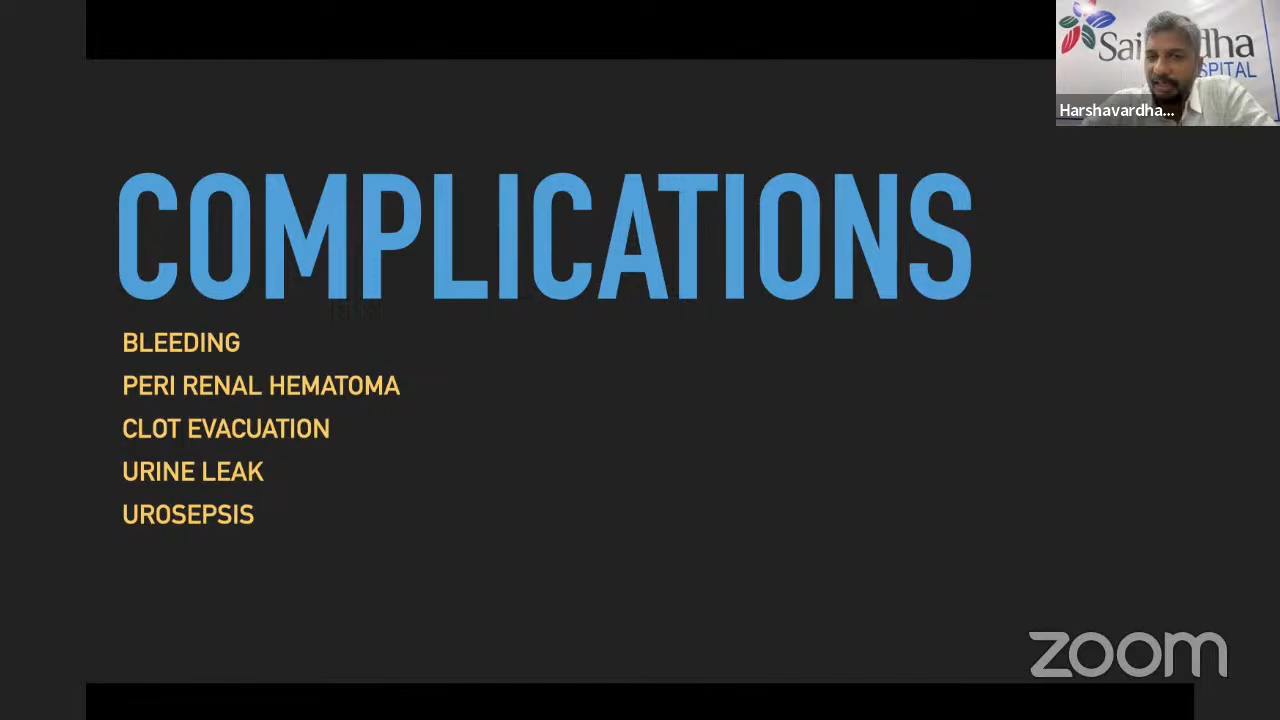 COMPLICATIONS
BLEEDING
PERI RENAL HEMATOMA
CLOT EVACUATION
URINE LEAK
UROSEPSIS
Harshavardha...
zoom